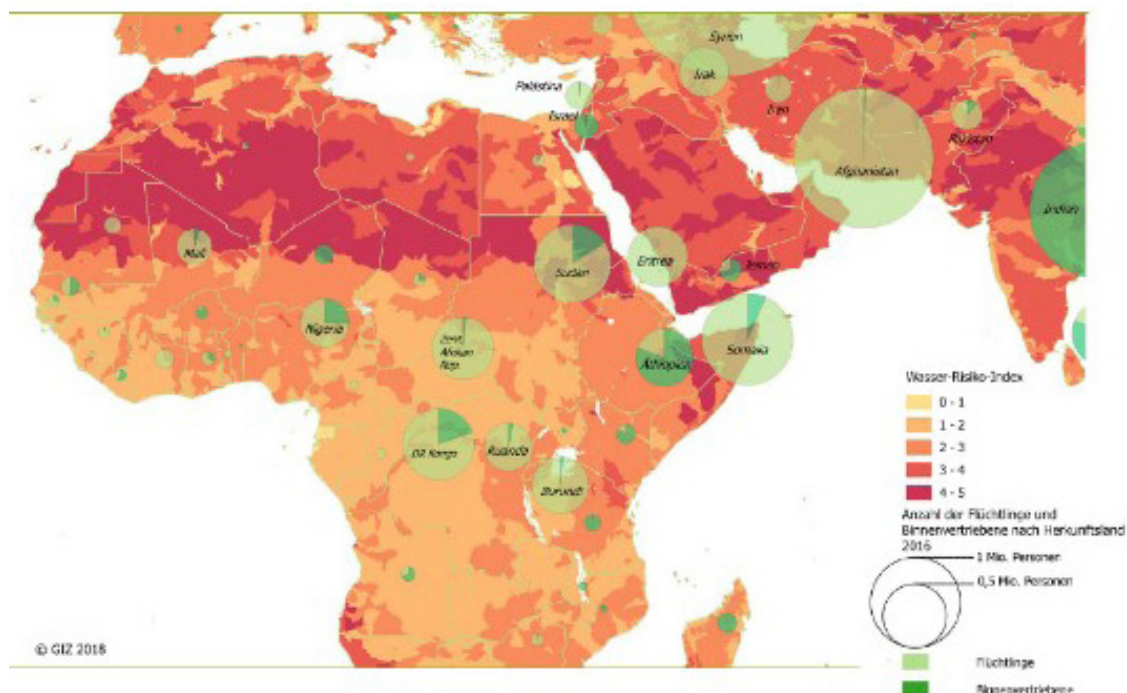 Syrien
Irak
Palästina
Israel
Iran
Pakistan
Afghanistan
Indien
Mali
Sudan
Eritrea
Jemen
Nigeria
Zent.
Afrikan
Rep.
Äthiopien
Somalia
DR Kongo
Ruanda
Burundi
Wasser-Risiko-Index
0 - 1
1 - 2
2 - 3
3 - 4
4 - 5
Anzahl der Flüchtlinge und
Binnenvertriebene nach Herkunftsland
2016
1 Mio. Personen
0,5 Mio. Personen
Flüchtlinge
Binnenvertriebene
© GIZ 2018